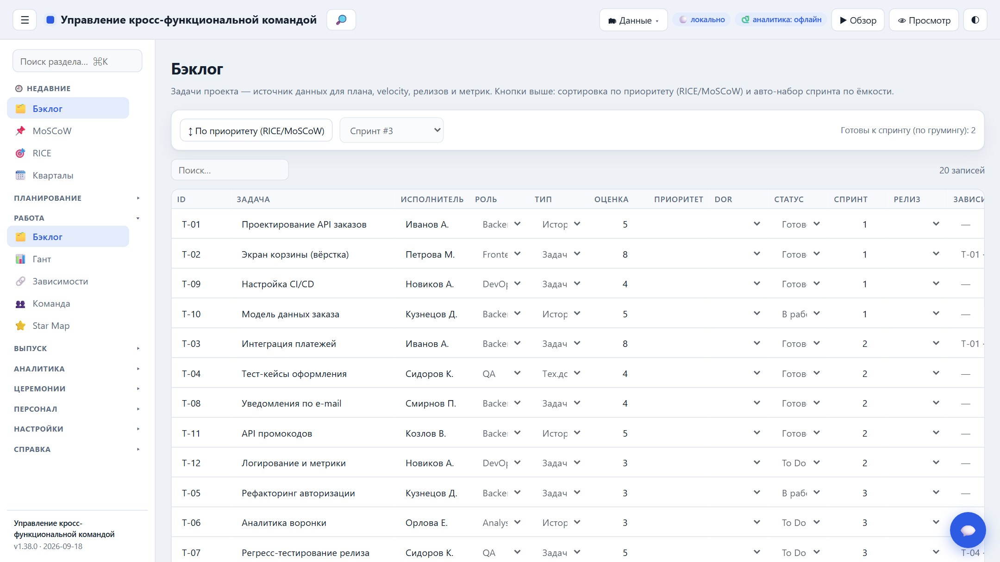 ☰ Управление кросс-функциональной командой
Данные ▾ локально аналитика: офлайн ▶ Обзор Просмотр
Поиск раздела... ⌘K
НЕДАВНИЕ
Бэклог
MoSCoW
RICE
Кварталы
ПЛАНИРОВАНИЕ
РАБОТА
Бэклог
Гант
Зависимости
Команда
Star Map
ВЫПУСК
АНАЛИТИКА
ЦЕРЕМОНИИ
ПЕРСОНАЛ
НАСТРОЙКИ
СПРАВКА
Управление кросс-
функциональной командой
v1.38.0 · 2026-09-18
Бэклог
Задачи проекта — источник данных для плана, velocity, релизов и метрик. Кнопки выше: сортировка по приоритету (RICE/MoSCoW) и авто-набор спринта по ёмкости.
↕ По приоритету (RICE/MoSCoW) Спринт #3 Готовы к спринту (по грумингу): 2
Поиск... 20 записей
ID ЗАДАЧА ИСПОЛНИТЕЛЬ РОЛЬ ТИП ОЦЕНКА ПРИОРИТЕТ DOR СТАТУС СПРИНТ РЕЛИЗ ЗАВИСИ
T-01 Проектирование API заказов Иванов А. Backe Истор 5 Готов 1 —
T-02 Экран корзины (вёрстка) Петрова М. Fronte Задач 8 Готов 1 T-01 ·
T-09 Настройка CI/CD Новиков А. DevOp Задач 4 Готов 1 —
T-10 Модель данных заказа Кузнецов Д. Backe Истор 5 В раб 1 —
T-03 Интеграция платежей Иванов А. Backe Задач 8 Готов 2 T-01 ·
T-04 Тест-кейсы оформления Сидоров К. QA Тех.дс 4 Готов 2 —
T-08 Уведомления по e-mail Смирнов П. Backe Задач 4 Готов 2 —
T-11 API промокодов Козлов В. Backe Истор 5 Готов 2 —
T-12 Логирование и метрики Новиков А. DevOp Задач 3 To Do 2 —
T-05 Рефакторинг авторизации Кузнецов Д. Backe Задач 3 В раб 3 —
T-06 Аналитика воронки Орлова Е. Analys Истор 3 To Do 3
T-07 Регресс-тестирование релиза Сидоров К. QA Задач 5 To Do 3 T-04 ·